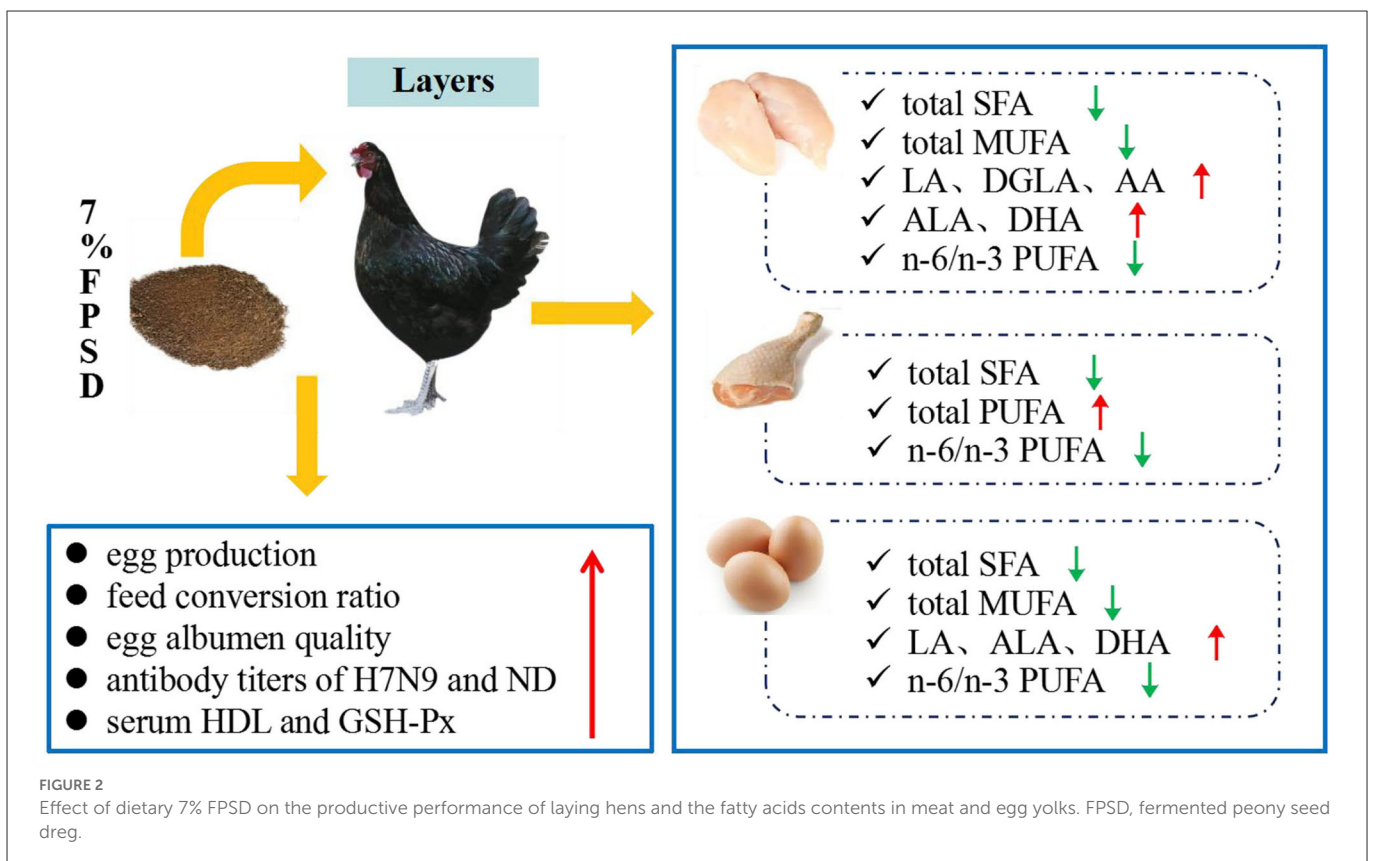 Layers
7
%
F
P
S
D
● egg production
● feed conversion ratio
● egg albumen quality
● antibody titers of H7N9 and ND
● serum HDL and GSH-Px
✓ total SFA ↓
✓ total MUFA ↓
✓ LA、DGLA、AA ↑
✓ ALA、DHA ↑
✓ n-6/n-3 PUFA ↓
✓ total SFA ↓
✓ total PUFA ↑
✓ n-6/n-3 PUFA ↓
✓ total SFA ↓
✓ total MUFA ↓
✓ LA、ALA、DHA ↑
✓ n-6/n-3 PUFA ↓
FIGURE 2
Effect of dietary 7% FPSD on the productive performance of laying hens and the fatty acids contents in meat and egg yolks. FPSD, fermented peony seed
dreg.